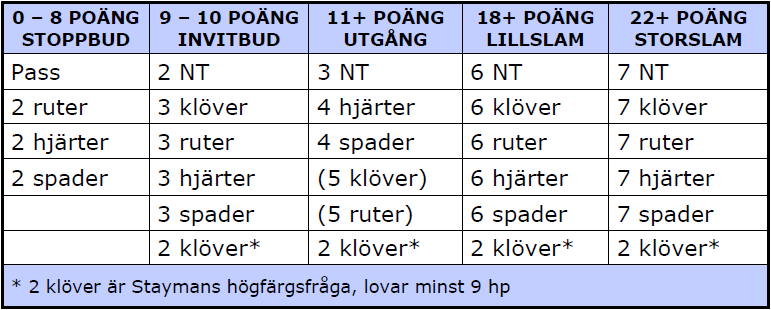 0 – 8 POÄNG STOPPBUD 9 – 10 POÄNG INVITBUD 11+ POÄNG UTGÅNG 18+ POÄNG LILLSLAM 22+ POÄNG STORSLAM
Pass 2 NT 3 NT 6 NT 7 NT
2 ruter 3 klöver 4 hjärter 6 klöver 7 klöver
2 hjärter 3 ruter 4 spader 6 ruter 7 ruter
2 spader 3 hjärter (5 klöver) 6 hjärter 7 hjärter
3 spader (5 ruter) 6 spader 7 spader
2 klöver* 2 klöver* 2 klöver* 2 klöver*
* 2 klöver är Staymans högfärgsfråga, lovar minst 9 hp